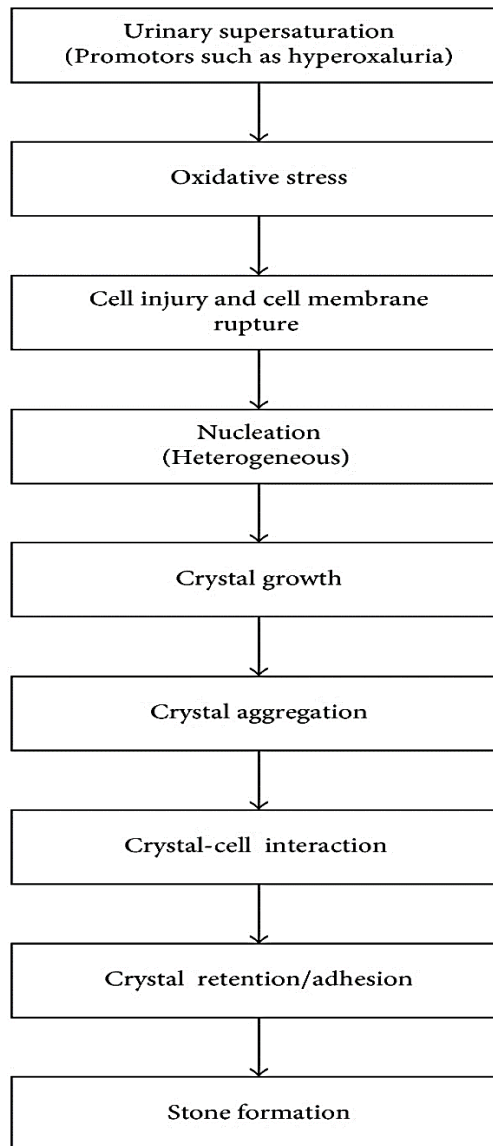 Urinary supersaturation
(Promotors such as hyperoxaluria)
Oxidative stress
Cell injury and cell membrane
rupture
Nucleation
(Heterogeneous)
Crystal growth
Crystal aggregation
Crystal-cell interaction
Crystal retention/adhesion
Stone formation